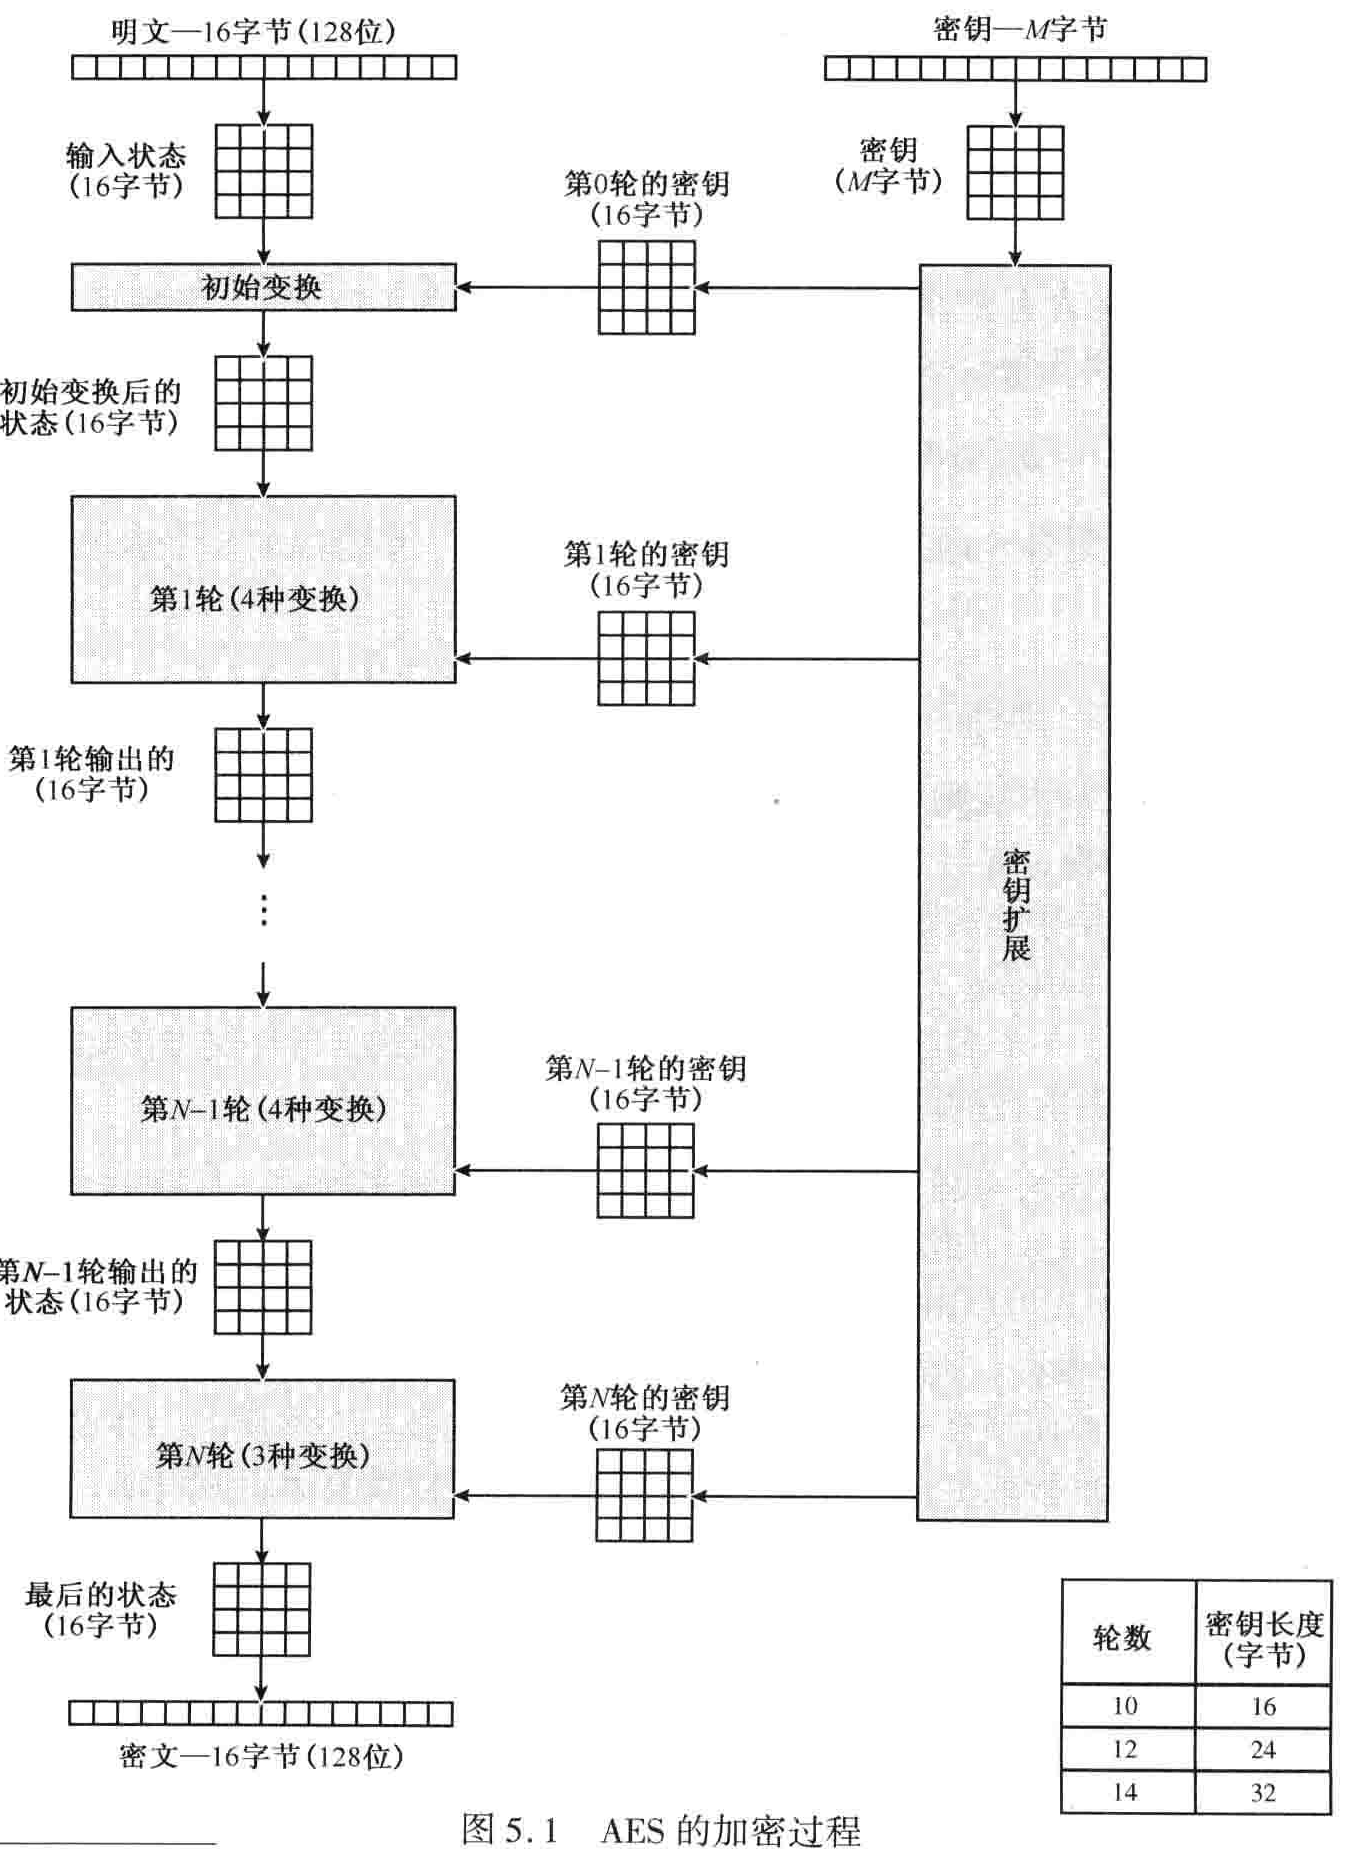 明文—16字节(128位)
密钥—M字节
输入状态
(16字节)
密钥
(M字节)
第0轮的密钥
(16字节)
初始变换
初始变换后的
状态(16字节)
第1轮(4种变换)
第1轮的密钥
(16字节)
第1轮输出的
(16字节)
⋮
密钥扩展
第N–1轮(4种变换)
第N–1轮的密钥
(16字节)
第N–1轮输出的
状态(16字节)
第N轮(3种变换)
第N轮的密钥
(16字节)
最后的状态
(16字节)
密文—16字节(128位)
轮数 密钥长度
(字节)
10 16
12 24
14 32
图 5.1 AES 的加密过程